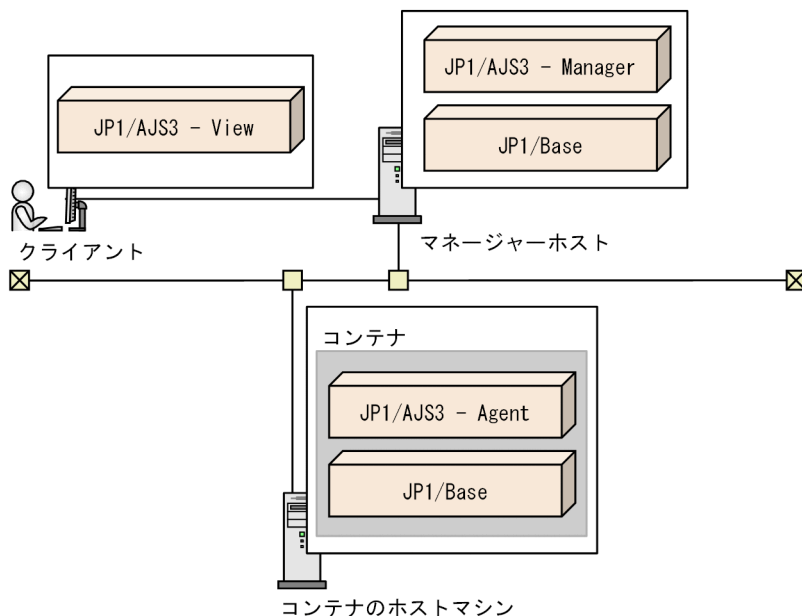 JP1/AJS3 - View
クライアント
JP1/AJS3 - Manager
JP1/Base
マネージャーホスト
コンテナ
JP1/AJS3 - Agent
JP1/Base
コンテナのホストマシン